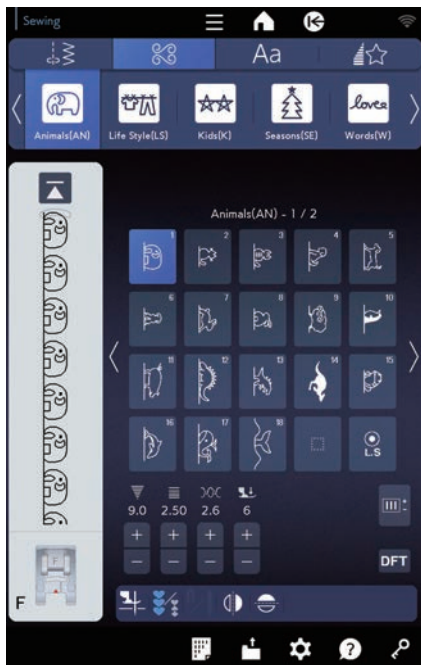 Sewing
Aa
Animals(AN) Life Style(LS) Kids(K) Seasons(SE) Words(W)
Animals(AN) - 1 / 2
1 2 3 4 5
6 7 8 9 10
11 12 13 14 15
16 17 18 L.S
9.0 2.50 2.6 6
+ + + +
− − − −
DFT
F
?